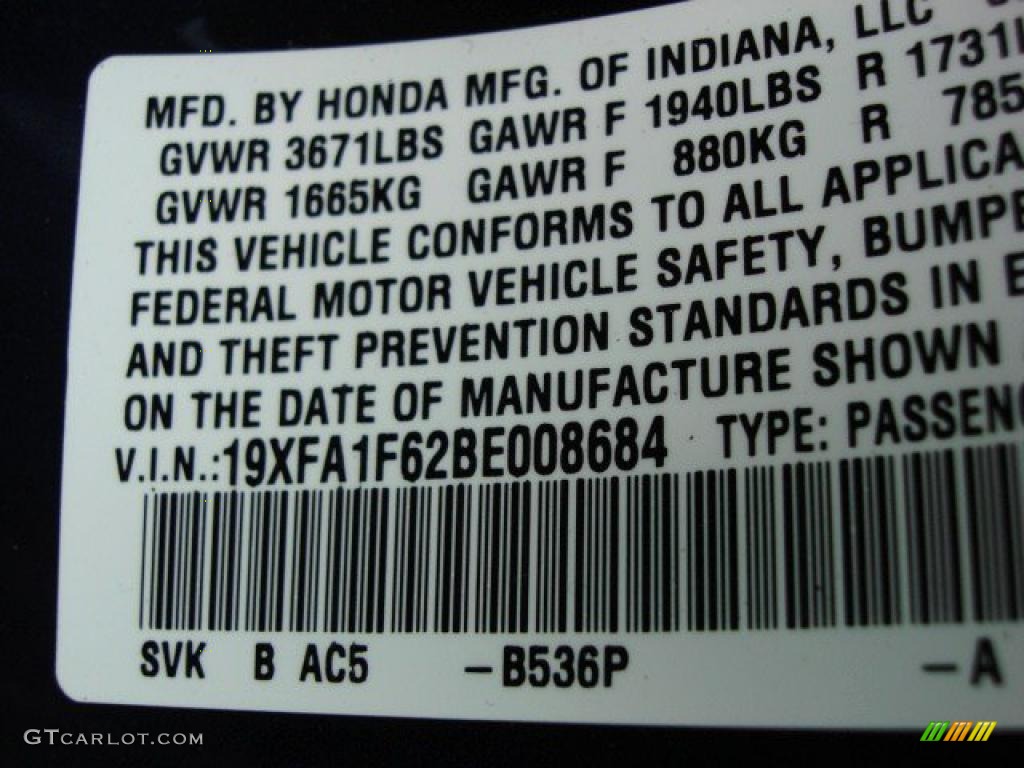 MFD. BY HONDA MFG. OF INDIANA, LLC
GVWR 3671LBS GAWR F 1940LBS R 1731
GVWR 1665KG GAWR F 880KG R 785
THIS VEHICLE CONFORMS TO ALL APPLICA
FEDERAL MOTOR VEHICLE SAFETY, BUMPE
AND THEFT PREVENTION STANDARDS IN E
ON THE DATE OF MANUFACTURE SHOWN
V.I.N.:19XFA1F62BE008684 TYPE: PASSENG
SVK B AC5 -B536P -A
GTCARLOT.COM